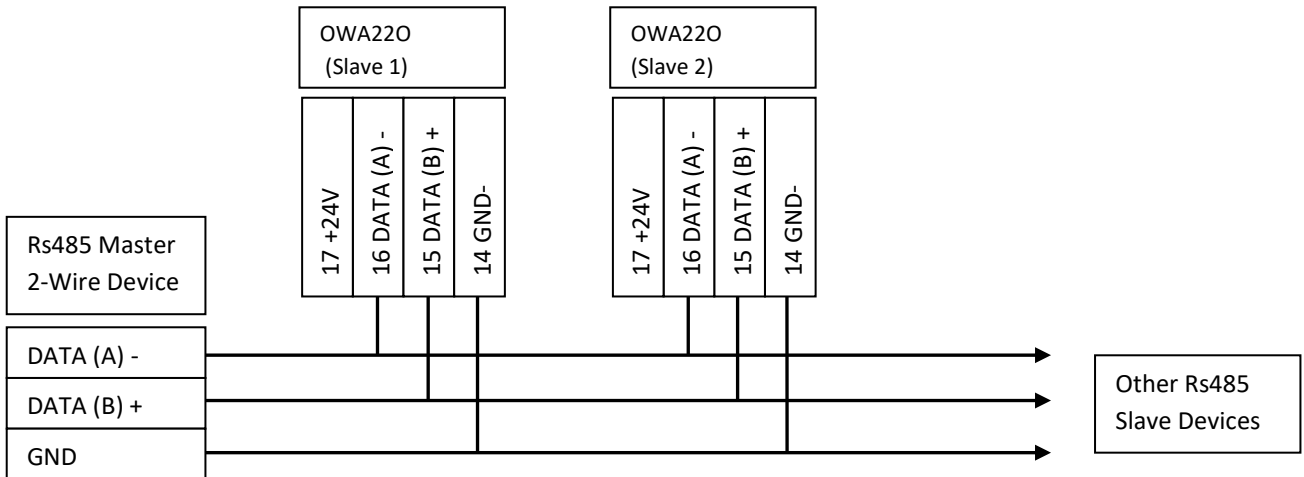 OWA22O
(Slave 1)
OWA22O
(Slave 2)
17 +24V
16 DATA (A) -
15 DATA (B) +
14 GND-
17 +24V
16 DATA (A) -
15 DATA (B) +
14 GND-
Rs485 Master
2-Wire Device
DATA (A) -
DATA (B) +
GND
Other Rs485
Slave Devices